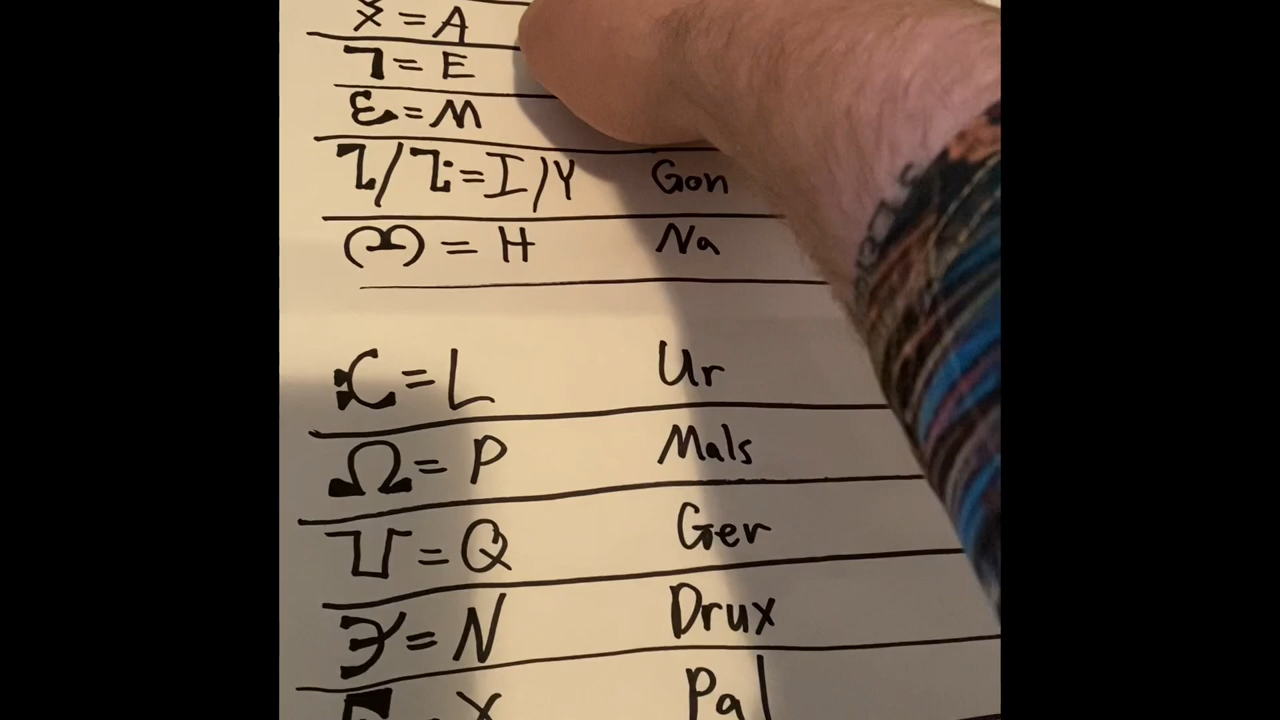 = A
= E
= M
= I/Y Gon
= H Na
= L Ur
Ω = P Mals
= Q Ger
= N Drux
X Pal